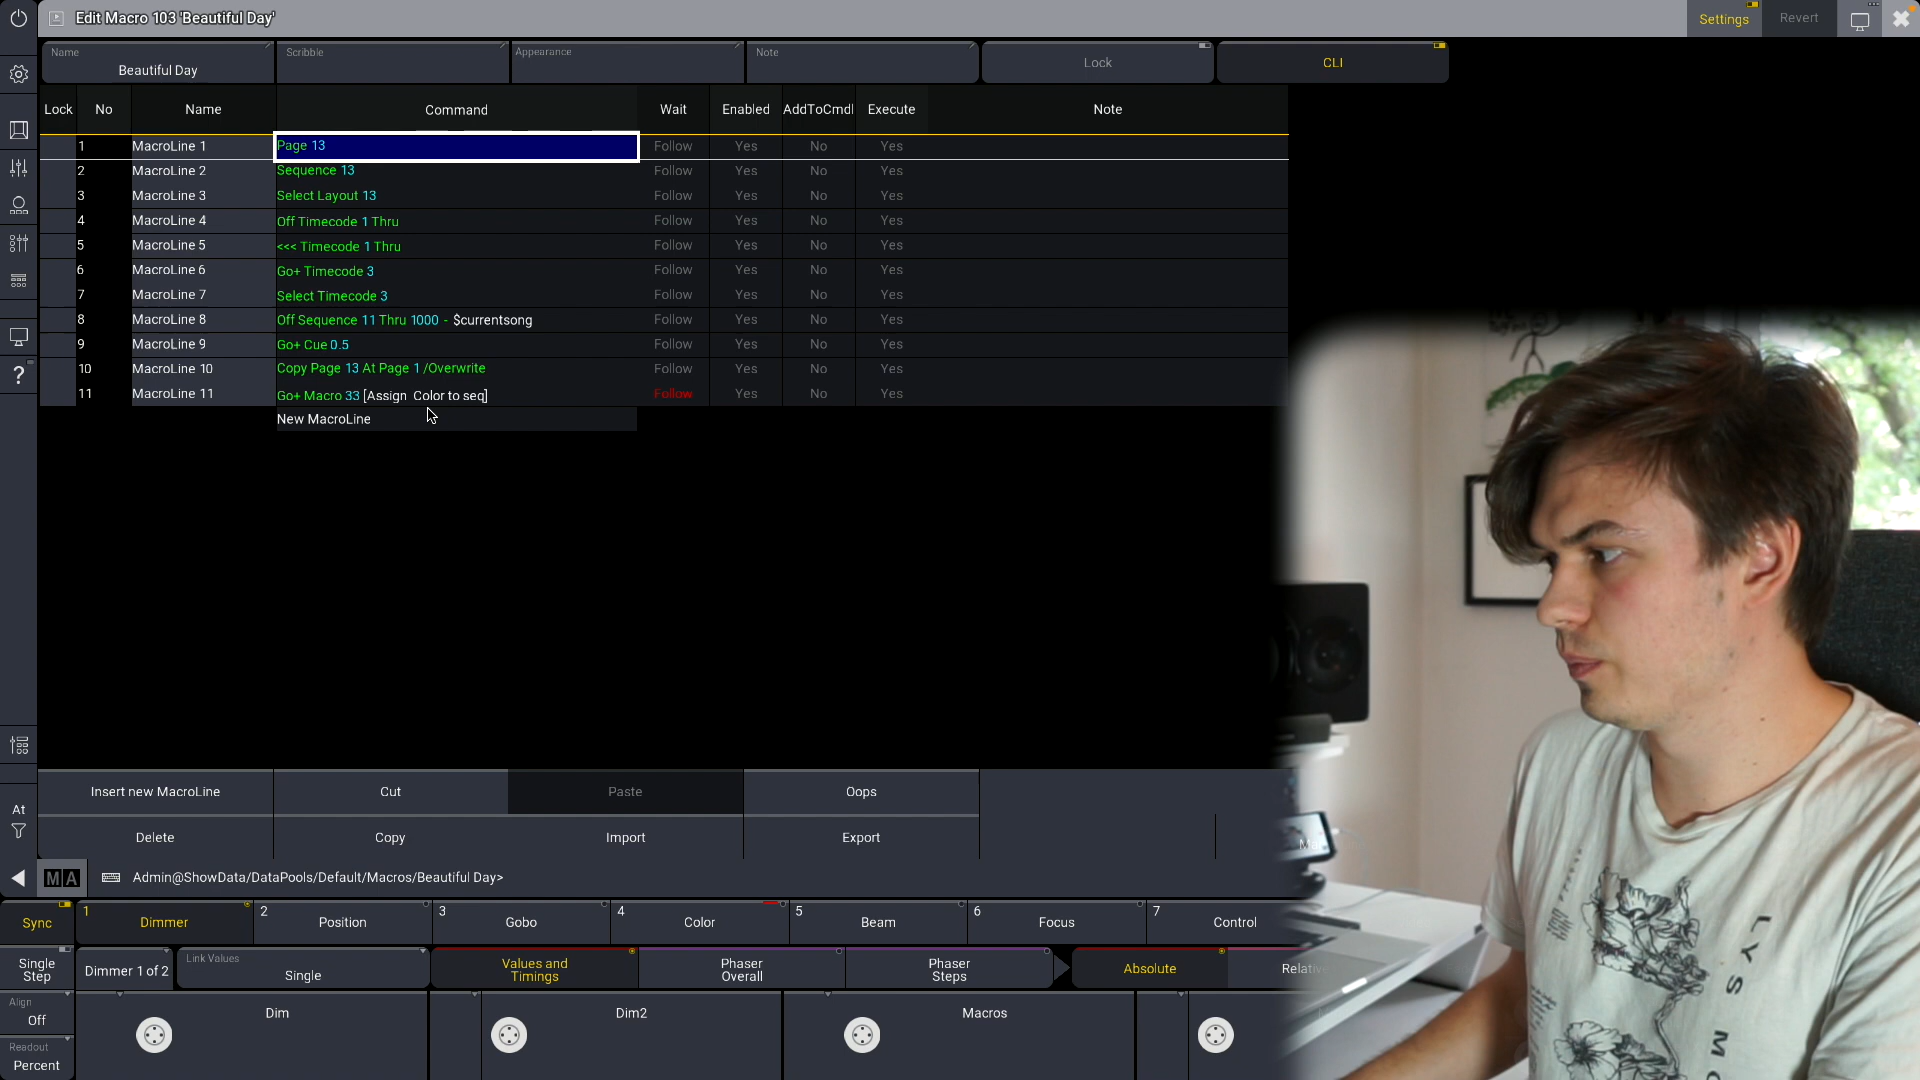 Edit Macro 103 'Beautiful Day'
Settings
Revert
Name
Beautiful Day
Scribble
Appearance
Note
Lock
CLI
Lock No Name Command Wait Enabled AddToCmdl Execute Note
1 MacroLine 1 Page 13 Follow Yes No Yes
2 MacroLine 2 Sequence 13 Follow Yes No Yes
3 MacroLine 3 Select Layout 13 Follow Yes No Yes
4 MacroLine 4 Off Timecode 1 Thru Follow Yes No Yes
5 MacroLine 5 <<< Timecode 1 Thru Follow Yes No Yes
6 MacroLine 6 Go+ Timecode 3 Follow Yes No Yes
7 MacroLine 7 Select Timecode 3 Follow Yes No Yes
8 MacroLine 8 Off Sequence 11 Thru 1000 - $currentsong Follow Yes No Yes
9 MacroLine 9 Go+ Cue 0.5 Follow Yes No Yes
10 MacroLine 10 Copy Page 13 At Page 1 /Overwrite Follow Yes No Yes
11 MacroLine 11 Go+ Macro 33 [Assign Color to seq] Follow Yes No Yes
New MacroLine
Insert new MacroLine Cut Paste Oops
Delete Copy Import Export
At
MA Admin@ShowData/DataPools/Default/Macros/Beautiful Day>
Sync
1 Dimmer
2 Position
3 Gobo
4 Color
5 Beam
6 Focus
7 Control
Single
Step
Dimmer 1 of 2
Link Values
Single
Values and
Timings
Phaser
Overall
Phaser
Steps
Absolute
Align
Off
Dim
Dim2
Macros
Readout
Percent
LYS